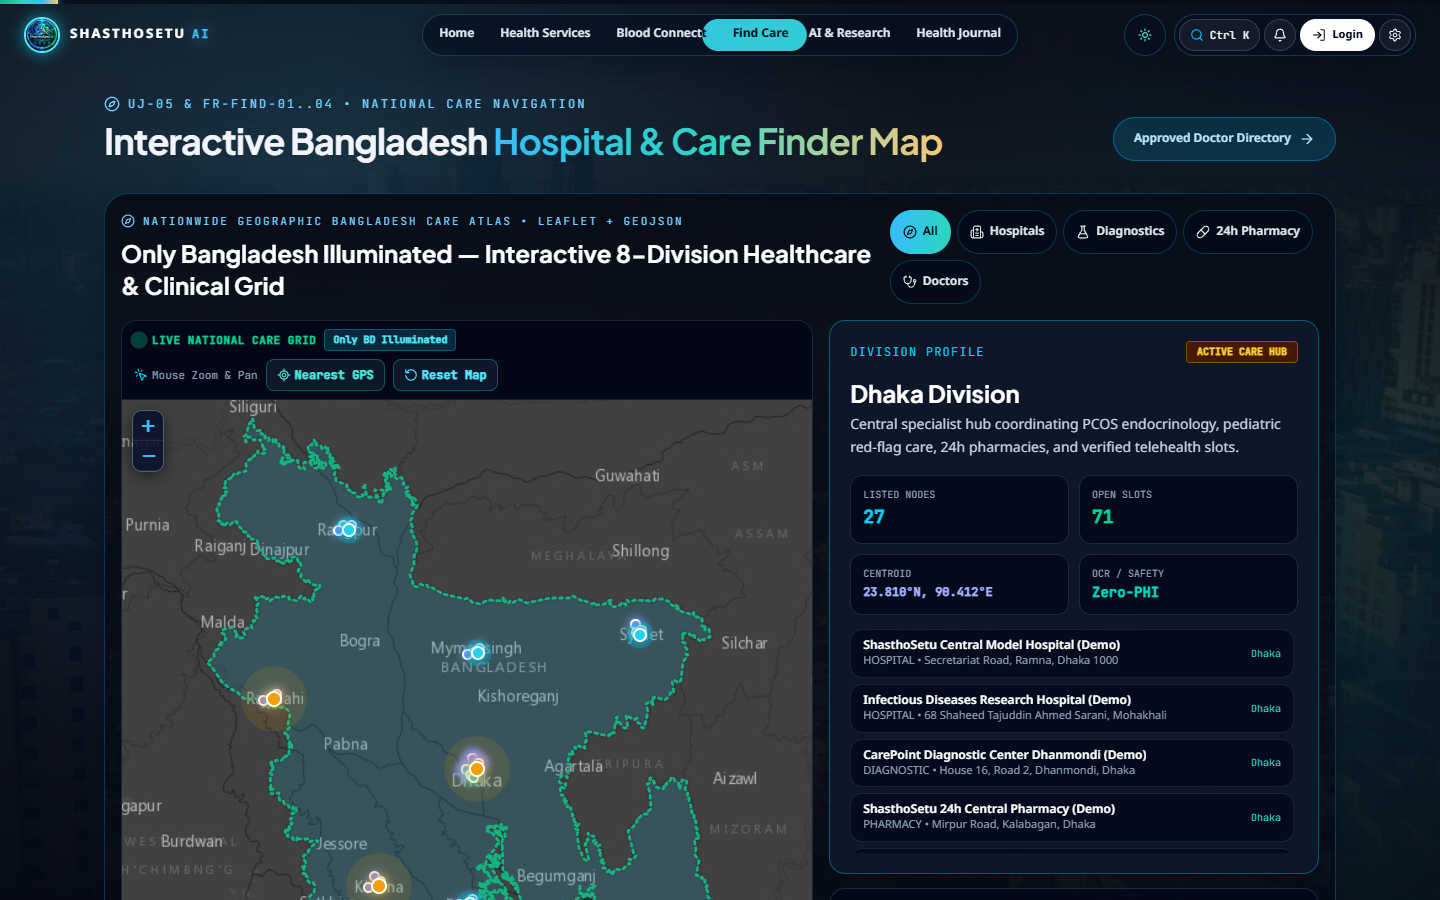 SHASTHOSETU AI
Home
Health Services
Blood Connect
Find Care
AI & Research
Health Journal
Ctrl K
Login
UJ-05 & FR-FIND-01..04 • NATIONAL CARE NAVIGATION
Interactive Bangladesh Hospital & Care Finder Map
Approved Doctor Directory
NATIONWIDE GEOGRAPHIC BANGLADESH CARE ATLAS • LEAFLET + GEOJSON
Only Bangladesh Illuminated — Interactive 8-Division Healthcare
& Clinical Grid
All
Hospitals
Diagnostics
24h Pharmacy
Doctors
LIVE NATIONAL CARE GRID
Only BD Illuminated
Mouse Zoom & Pan
Nearest GPS
Reset Map
+
−
Siliguri
Guwahati
ASM
Purnia
Raiganj
Dinajpur
ASSAM
Shillong
Malda
Bogra
BANGLADESH
Silchar
Kishoreganj
Pabna
Dhaka
Agartala
Aizawl
gapur
Burdwan
Jessore
MIZORAM
H'CHIMBNG'G
Begumganj
DIVISION PROFILE
ACTIVE CARE HUB
Dhaka Division
Central specialist hub coordinating PCOS endocrinology, pediatric
red-flag care, 24h pharmacies, and verified telehealth slots.
LISTED NODES
27
OPEN SLOTS
71
CENTROID
23.810°N, 90.412°E
OCR / SAFETY
Zero-PHI
ShasthoSetu Central Model Hospital (Demo)
HOSPITAL • Secretariat Road, Ramna, Dhaka 1000
Dhaka
Infectious Diseases Research Hospital (Demo)
HOSPITAL • 68 Shaheed Tajuddin Ahmed Sarani, Mohakhali
Dhaka
CarePoint Diagnostic Center Dhanmondi (Demo)
DIAGNOSTIC • House 16, Road 2, Dhanmondi, Dhaka
Dhaka
ShasthoSetu 24h Central Pharmacy (Demo)
PHARMACY • Mirpur Road, Kalabagan, Dhaka
Dhaka